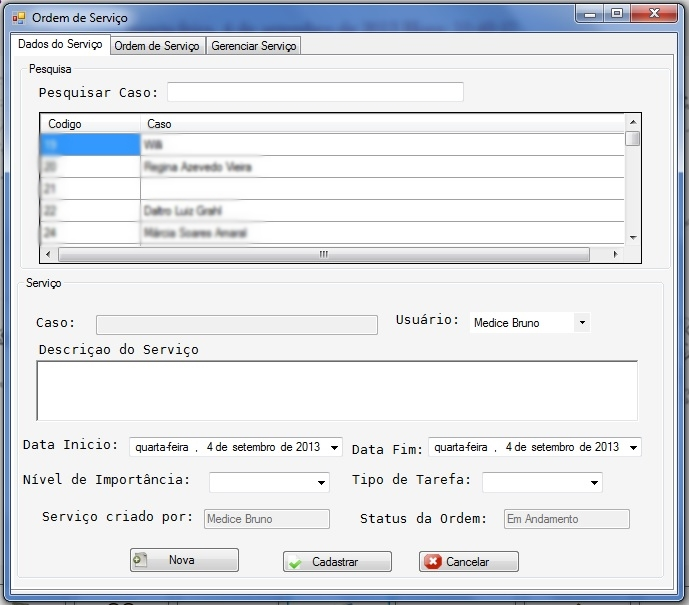 Ordem de Serviço
Dados do Serviço Ordem de Serviço Gerenciar Serviço
Pesquisa
Pesquisar Caso:
Codigo Caso
19 Willi
20 Regina Azevedo Vieira
21
22 Daltro Luiz Grahl
24 Márcia Soares Amaral
Serviço
Caso: Usuário: Medice Bruno
Descriçao do Serviço
Data Inicio: quarta-feira , 4 de setembro de 2013 Data Fim: quarta-feira , 4 de setembro de 2013
Nível de Importância: Tipo de Tarefa:
Serviço criado por: Medice Bruno Status da Ordem: Em Andamento
Nova Cadastrar Cancelar